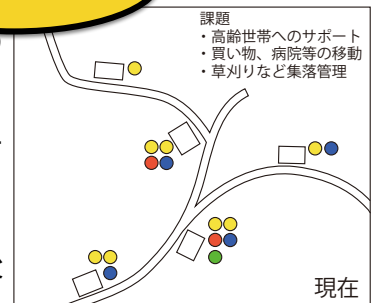 課題
・高齢世帯へのサポート
・買い物、病院等の移動
・草刈りなど集落管理
現在